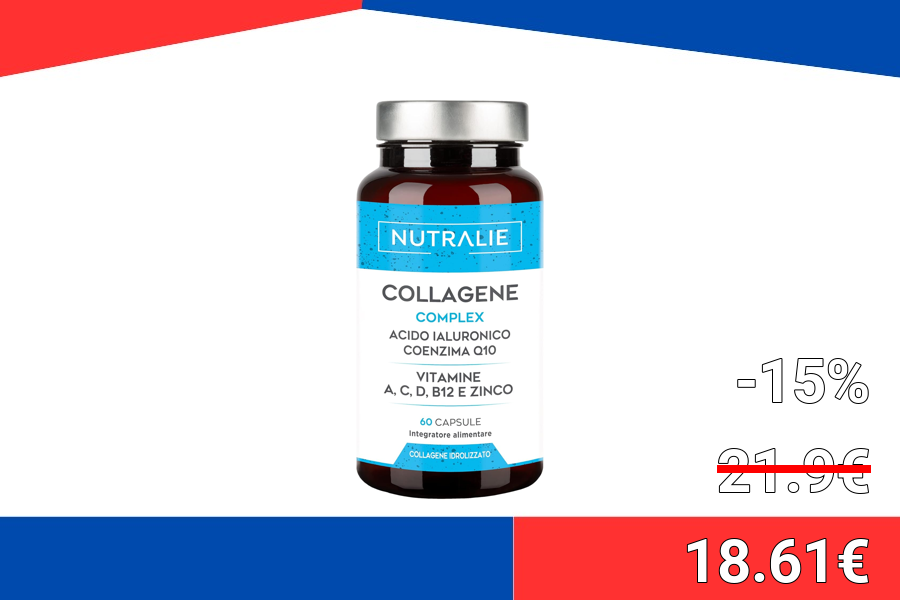 NUTRALIE
COLLAGENE
COMPLEX
ACIDO IALURONICO
COENZIMA Q10
VITAMINE
A, C, D, B12 E ZINCO
60 CAPSULE
Integratore alimentare
COLLAGENE IDROLIZZATO
-15%
21.9€
18.61€